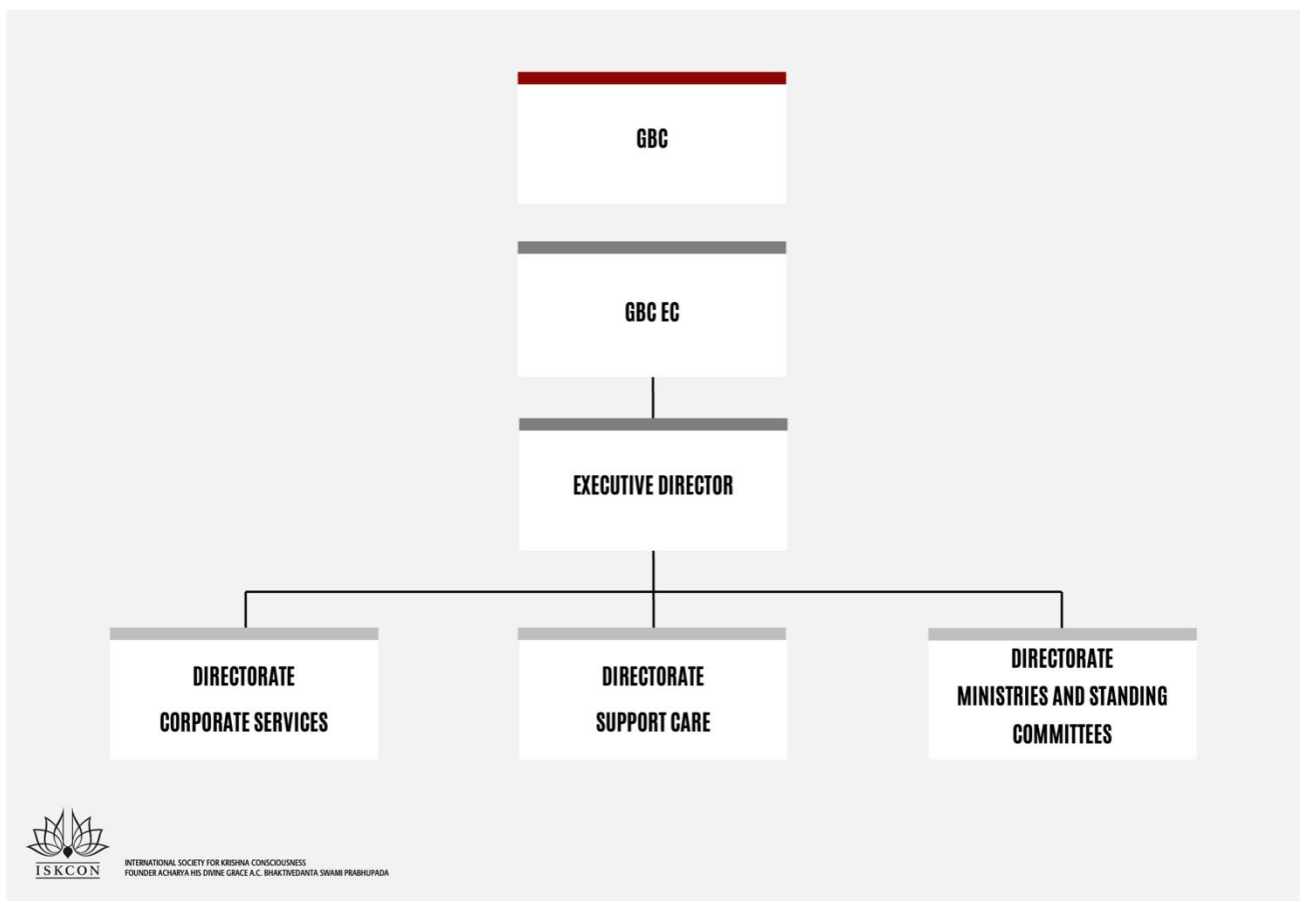 GBC
GBC EC
EXECUTIVE DIRECTOR
DIRECTORATE
CORPORATE SERVICES
DIRECTORATE
SUPPORT CARE
DIRECTORATE
MINISTRIES AND STANDING
COMMITTEES
ISKCON
INTERNATIONAL SOCIETY FOR KRISHNA CONSCIOUSNESS
FOUNDER ACHARYA HIS DIVINE GRACE A.C. BHAKTIVEDANTA SWAMI PRABHUPADA